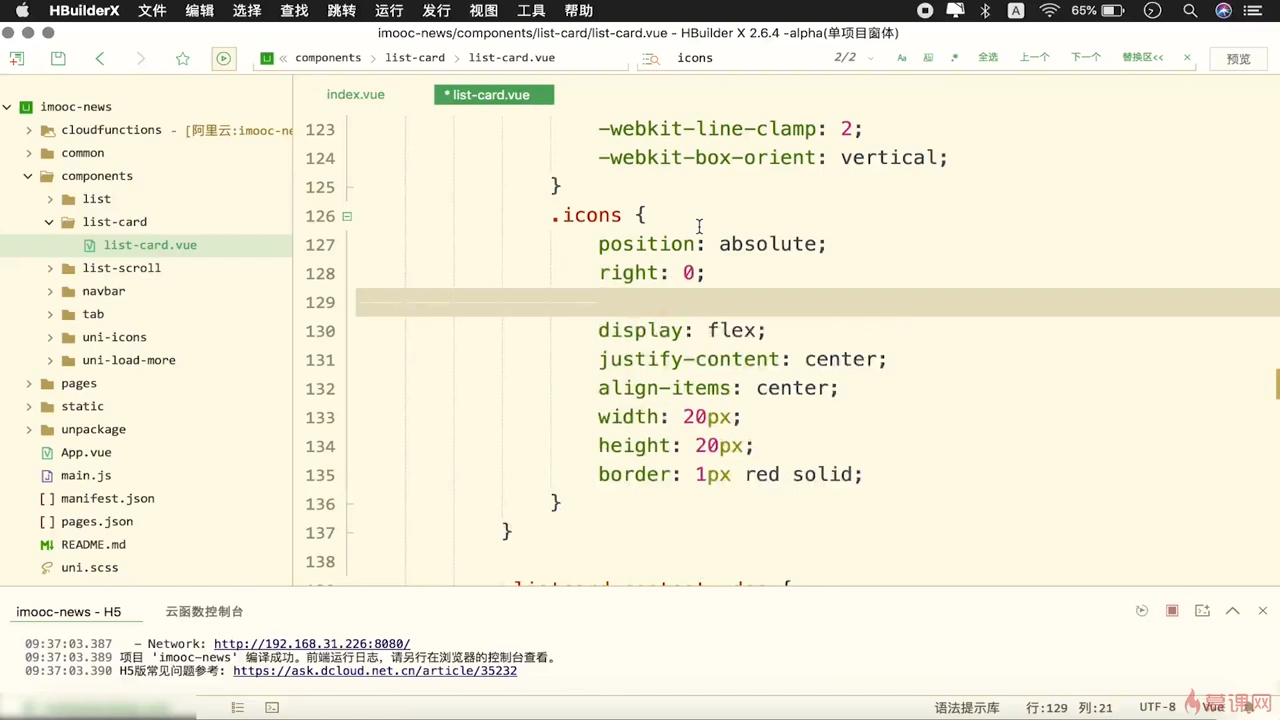 HBuilderX 文件 编辑 选择 查找 跳转 运行 发行 视图 工具 帮助 A 65%
imooc-news/components/list-card/list-card.vue - HBuilder X 2.6.4 -alpha(单项目窗体)
components list-card list-card.vue icons 2/2 Aa 全选 上一个 下一个 替换区<< 预览
imooc-news
cloudfunctions - [阿里云:imooc-ne
common
components
list
list-card
list-card.vue
list-scroll
navbar
tab
uni-icons
uni-load-more
pages
static
unpackage
App.vue
main.js
manifest.json
pages.json
README.md
uni.scss
index.vue * list-card.vue
123 -webkit-line-clamp: 2;
124 -webkit-box-orient: vertical;
125 }
126 .icons {
127 position: absolute;
128 right: 0;
129
130 display: flex;
131 justify-content: center;
132 align-items: center;
133 width: 20px;
134 height: 20px;
135 border: 1px red solid;
136 }
137 }
138
imooc-news - H5 云函数控制台
09:37:03.387 - Network: http://192.168.31.226:8080/
09:37:03.389 项目 'imooc-news' 编译成功。前端运行日志，请另行在浏览器的控制台查看。
09:37:03.390 H5版常见问题参考: https://ask.dcloud.net.cn/article/35232
语法提示库 行:129 列:21 UTF-8 Vue
慕课网